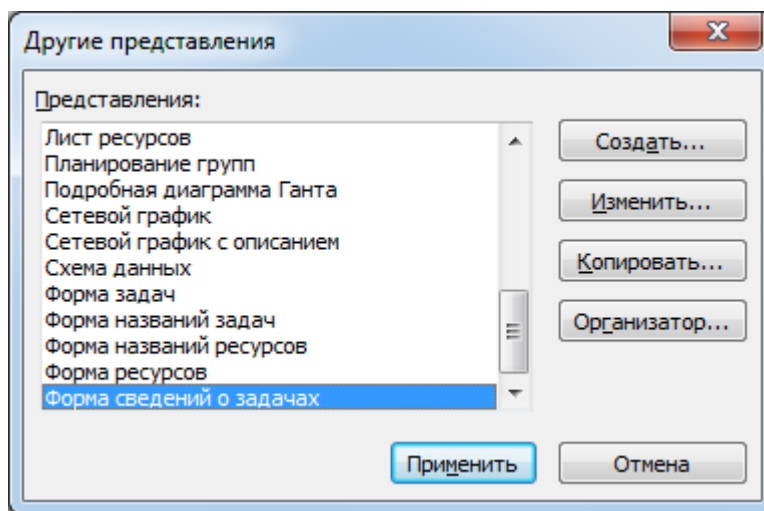 Другие представления
Представления:
Лист ресурсов
Планирование групп
Подробная диаграмма Ганта
Сетевой график
Сетевой график с описанием
Схема данных
Форма задач
Форма названий задач
Форма названий ресурсов
Форма ресурсов
Форма сведений о задачах
Создать...
Изменить...
Копировать...
Организатор...
Применить
Отмена